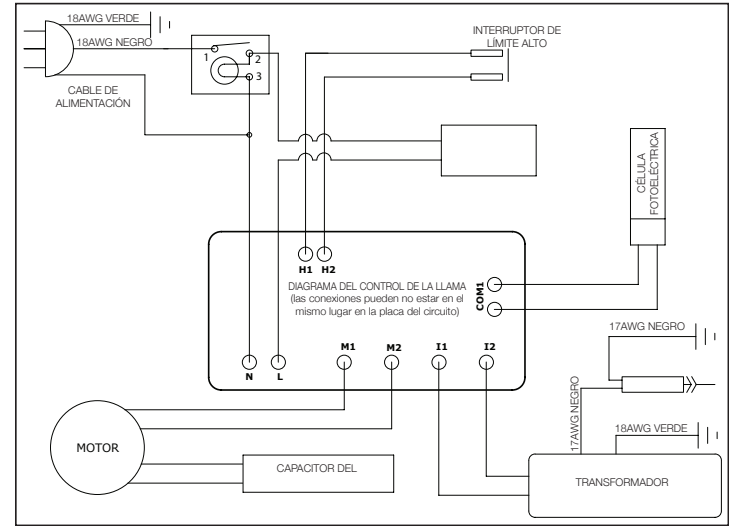 18AWG VERDE
18AWG NEGRO
1
2
3
CABLE DE
ALIMENTACIÓN
INTERRUPTOR DE
LÍMITE ALTO
CÉLULA
FOTOELÉCTRICA
H1
H2
DIAGRAMA DEL CONTROL DE LA LLAMA
(las conexiones pueden no estar en el
mismo lugar en la placa del circuito)
COM1
N
L
M1
M2
I1
I2
17AWG NEGRO
17AWG NEGRO
18AWG VERDE
MOTOR
CAPACITOR DEL
TRANSFORMADOR